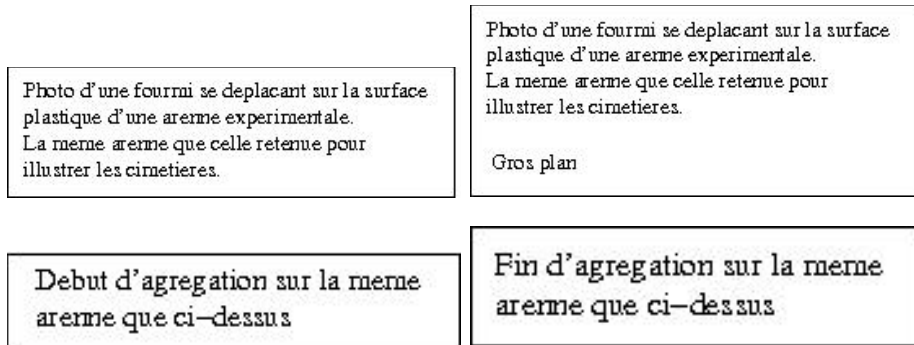 Photo d'une fourmi se deplacant sur la surface
plastique d'une arenne experimentale.
La meme arenne que celle retenue pour
illustrer les cimetieres.
Photo d'une fourmi se deplacant sur la surface
plastique d'une arenne experimentale.
La meme arenne que celle retenue pour
illustrer les cimetieres.
Gros plan
Debut d'agregation sur la meme
arenne que ci-dessus
Fin d'agregation sur la meme
arenne que ci-dessus